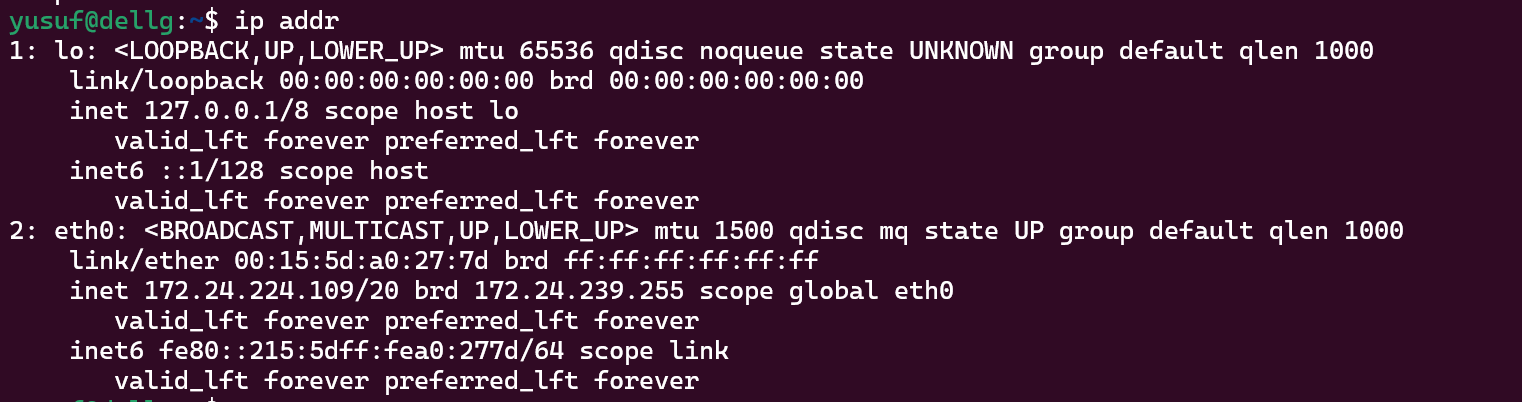 yusuf@dellg:~$ ip addr
1: lo: <LOOPBACK,UP,LOWER_UP> mtu 65536 qdisc noqueue state UNKNOWN group default qlen 1000
    link/loopback 00:00:00:00:00:00 brd 00:00:00:00:00:00
    inet 127.0.0.1/8 scope host lo
       valid_lft forever preferred_lft forever
    inet6 ::1/128 scope host
       valid_lft forever preferred_lft forever
2: eth0: <BROADCAST,MULTICAST,UP,LOWER_UP> mtu 1500 qdisc mq state UP group default qlen 1000
    link/ether 00:15:5d:a0:27:7d brd ff:ff:ff:ff:ff:ff
    inet 172.24.224.109/20 brd 172.24.239.255 scope global eth0
       valid_lft forever preferred_lft forever
    inet6 fe80::215:5dff:fea0:277d/64 scope link
       valid_lft forever preferred_lft forever